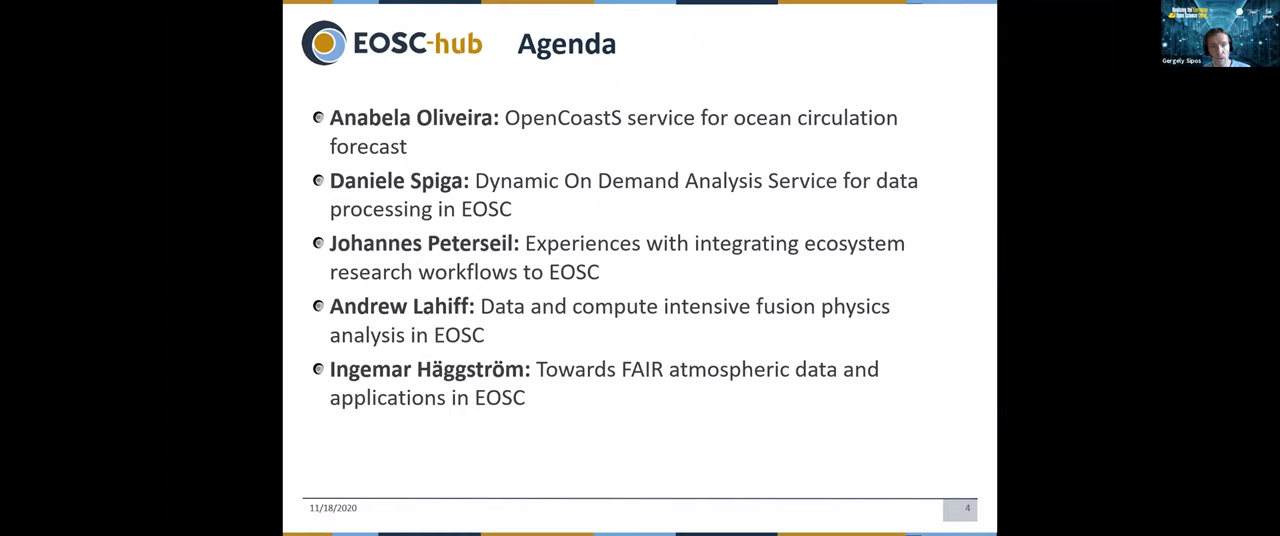 EOSC-hub
Agenda
Anabela Oliveira: OpenCoastS service for ocean circulation
forecast
Daniele Spiga: Dynamic On Demand Analysis Service for data
processing in EOSC
Johannes Peterseil: Experiences with integrating ecosystem
research workflows to EOSC
Andrew Lahiff: Data and compute intensive fusion physics
analysis in EOSC
Ingemar Häggström: Towards FAIR atmospheric data and
applications in EOSC
11/18/2020
4
Gergely Sipos